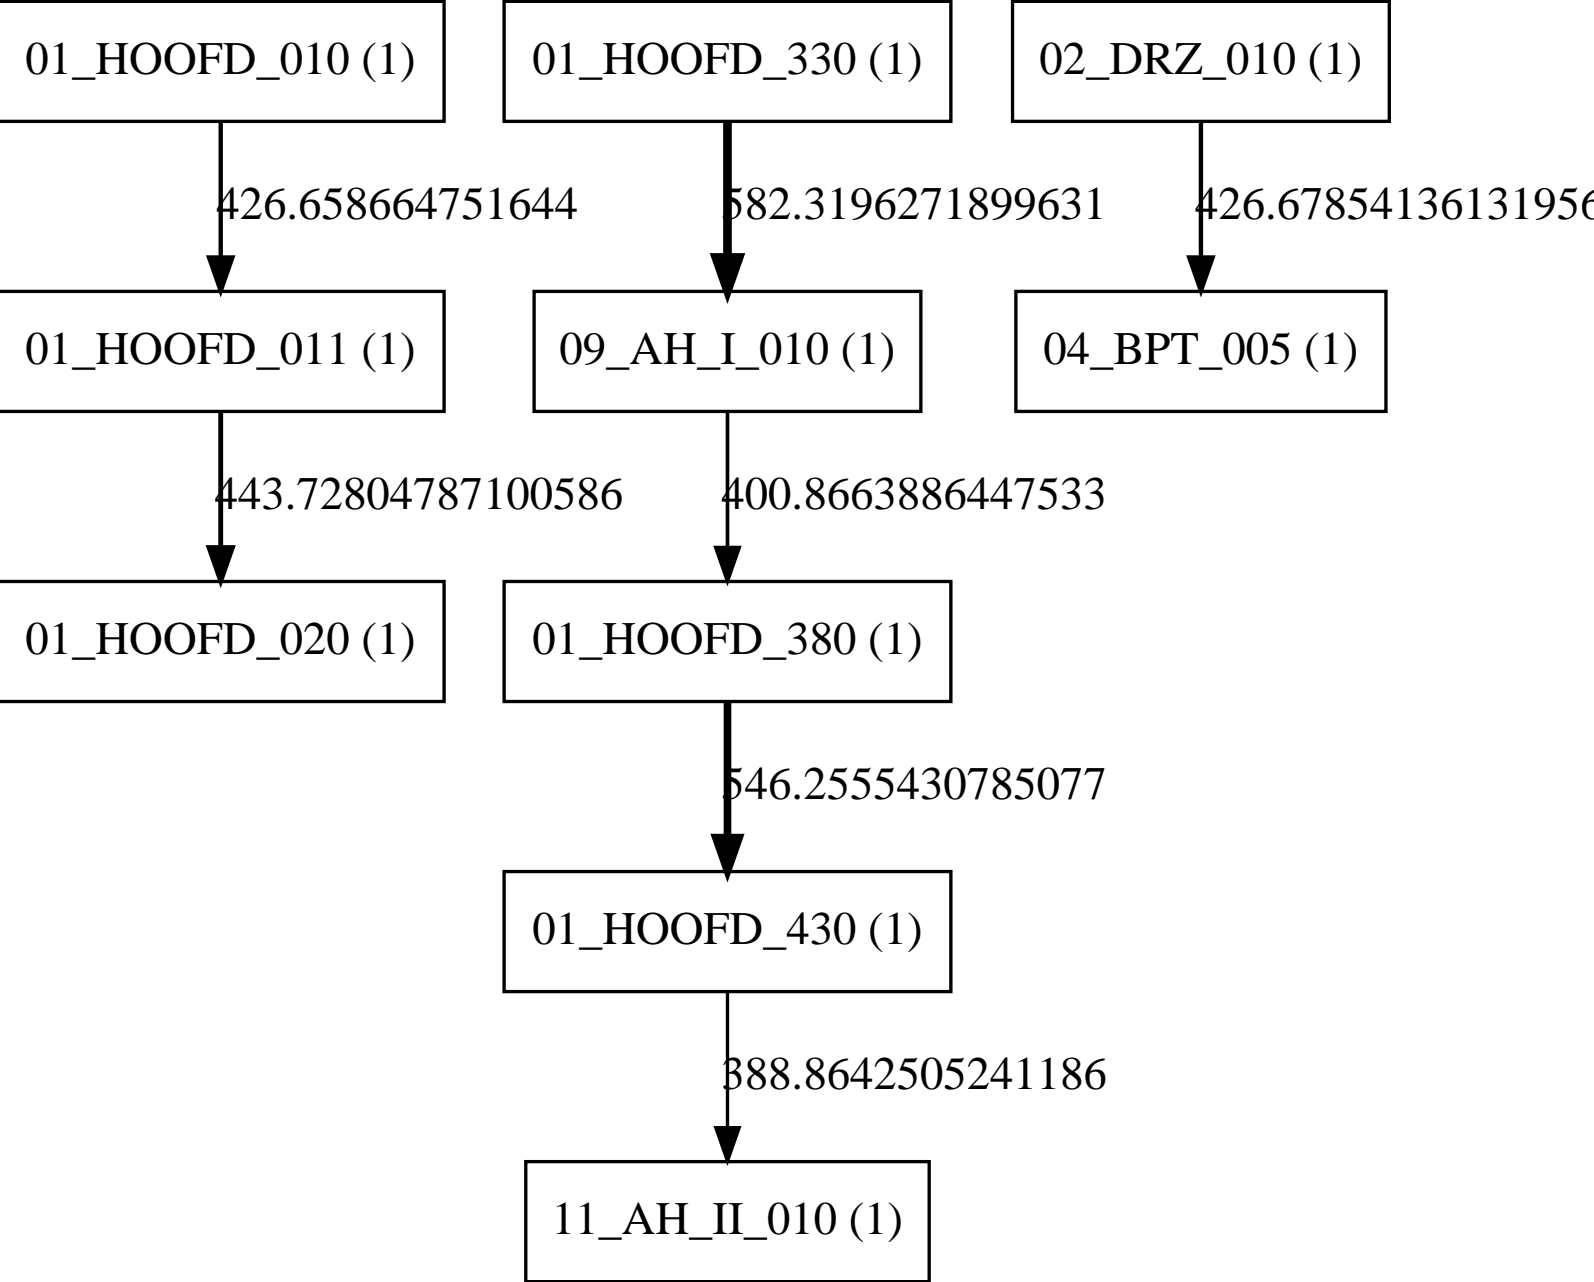 01_HOOFD_010 (1)
01_HOOFD_330 (1)
02_DRZ_010 (1)
426.658664751644
582.3196271899631
426.67854136131956
01_HOOFD_011 (1)
09_AH_I_010 (1)
04_BPT_005 (1)
443.72804787100586
400.8663886447533
01_HOOFD_020 (1)
01_HOOFD_380 (1)
546.2555430785077
01_HOOFD_430 (1)
388.8642505241186
11_AH_II_010 (1)